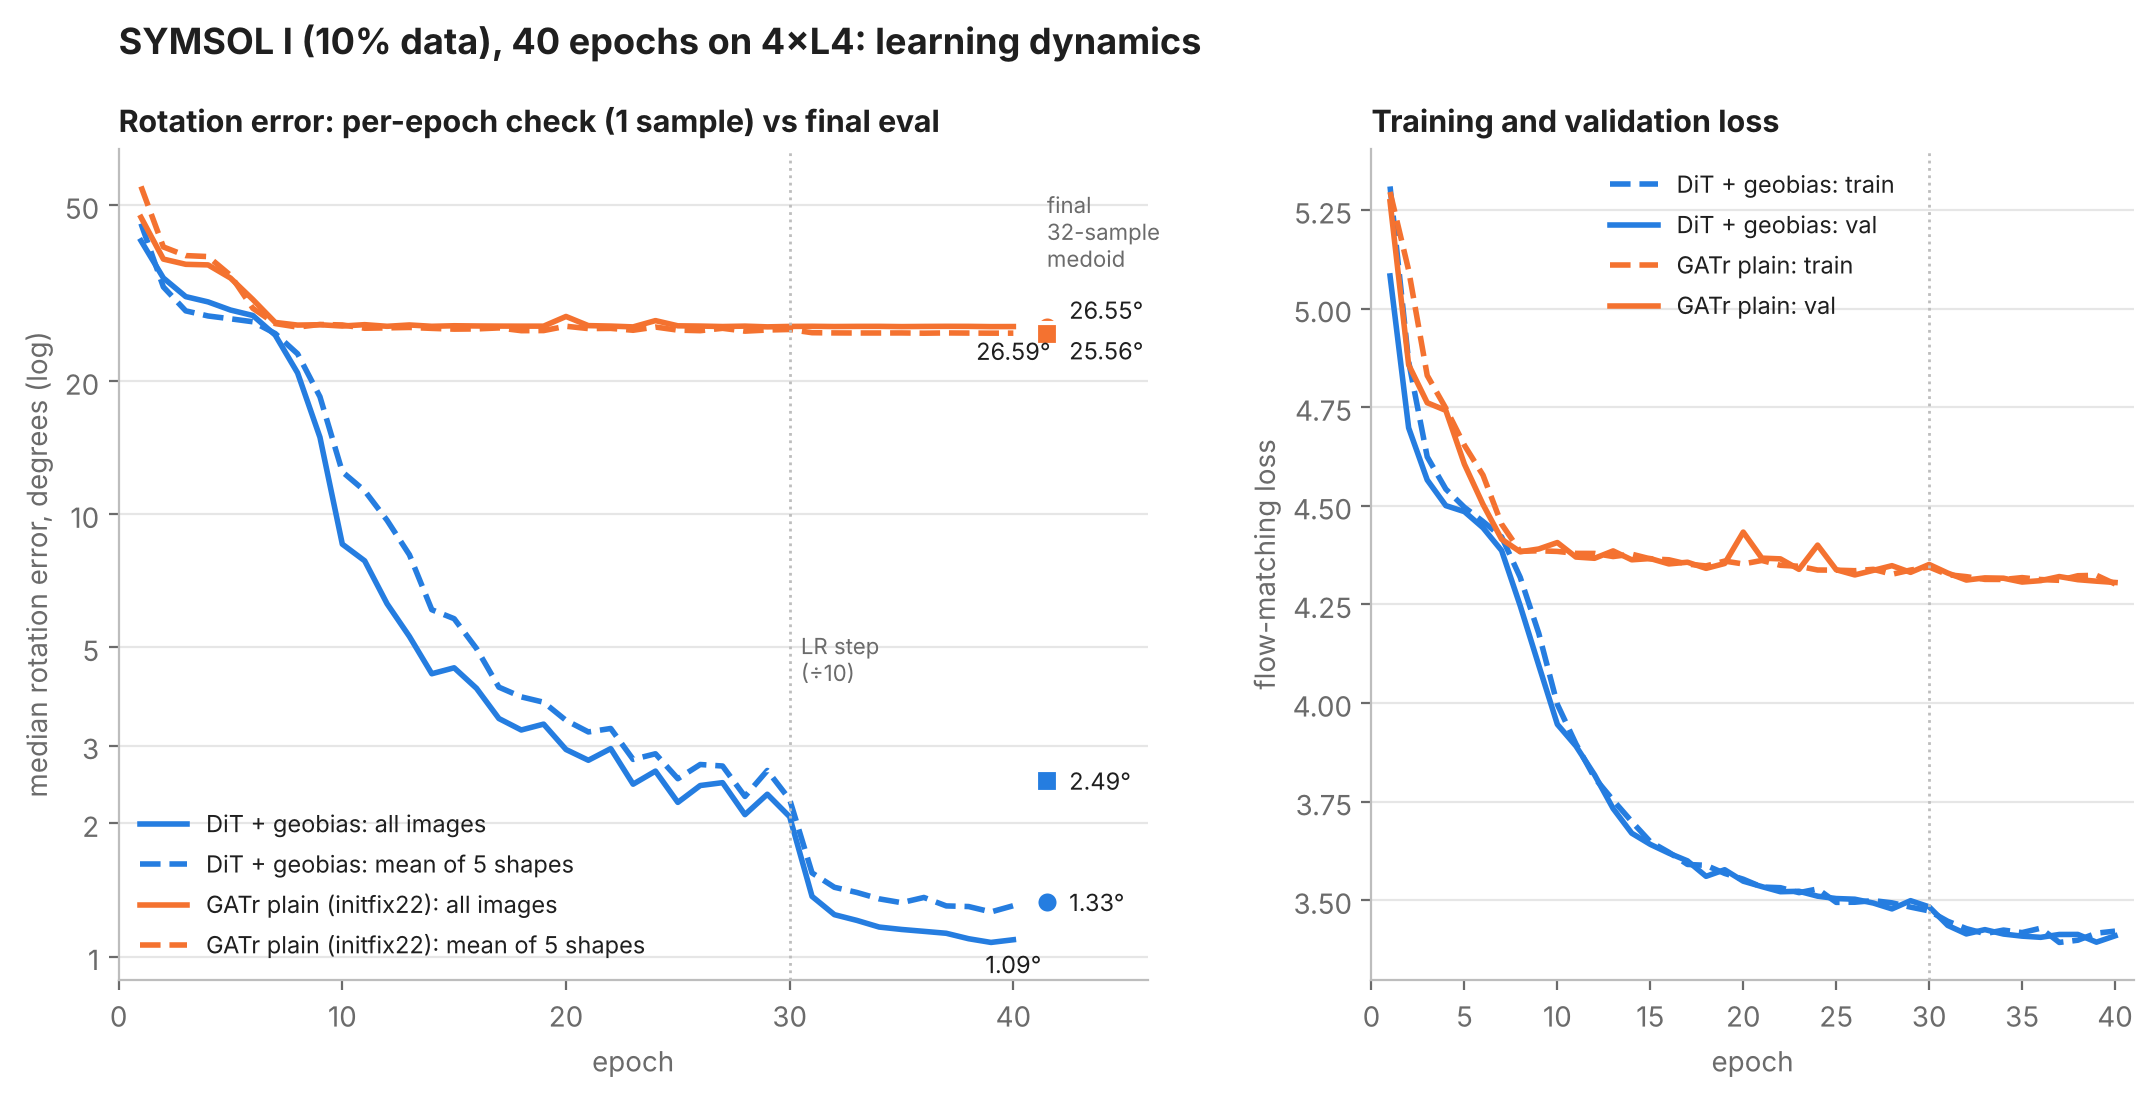 SYMSOL I (10% data), 40 epochs on 4×L4: learning dynamics
Rotation error: per-epoch check (1 sample) vs final eval
median rotation error, degrees (log)
50
20
10
5
3
2
1
final
32-sample
medoid
26.55°
26.59°
25.56°
LR step
(÷10)
2.49°
1.33°
1.09°
DiT + geobias: all images
DiT + geobias: mean of 5 shapes
GATr plain (initfix22): all images
GATr plain (initfix22): mean of 5 shapes
0
10
20
30
40
epoch
Training and validation loss
flow-matching loss
5.25
5.00
4.75
4.50
4.25
4.00
3.75
3.50
DiT + geobias: train
DiT + geobias: val
GATr plain: train
GATr plain: val
0
5
10
15
20
25
30
35
40
epoch